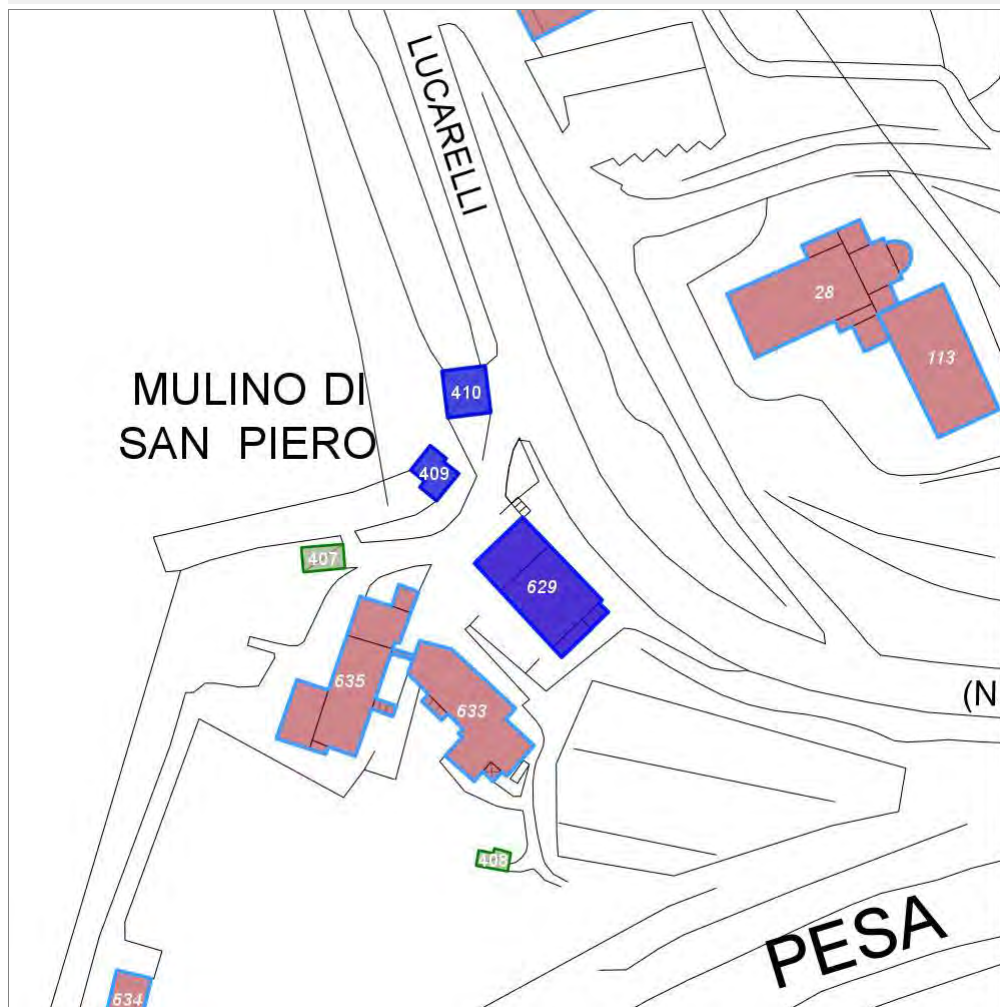 LUCARELLI
28
113
MULINO DI
SAN PIERO
410
409
407
629
635
633
(N
408
PESA
634